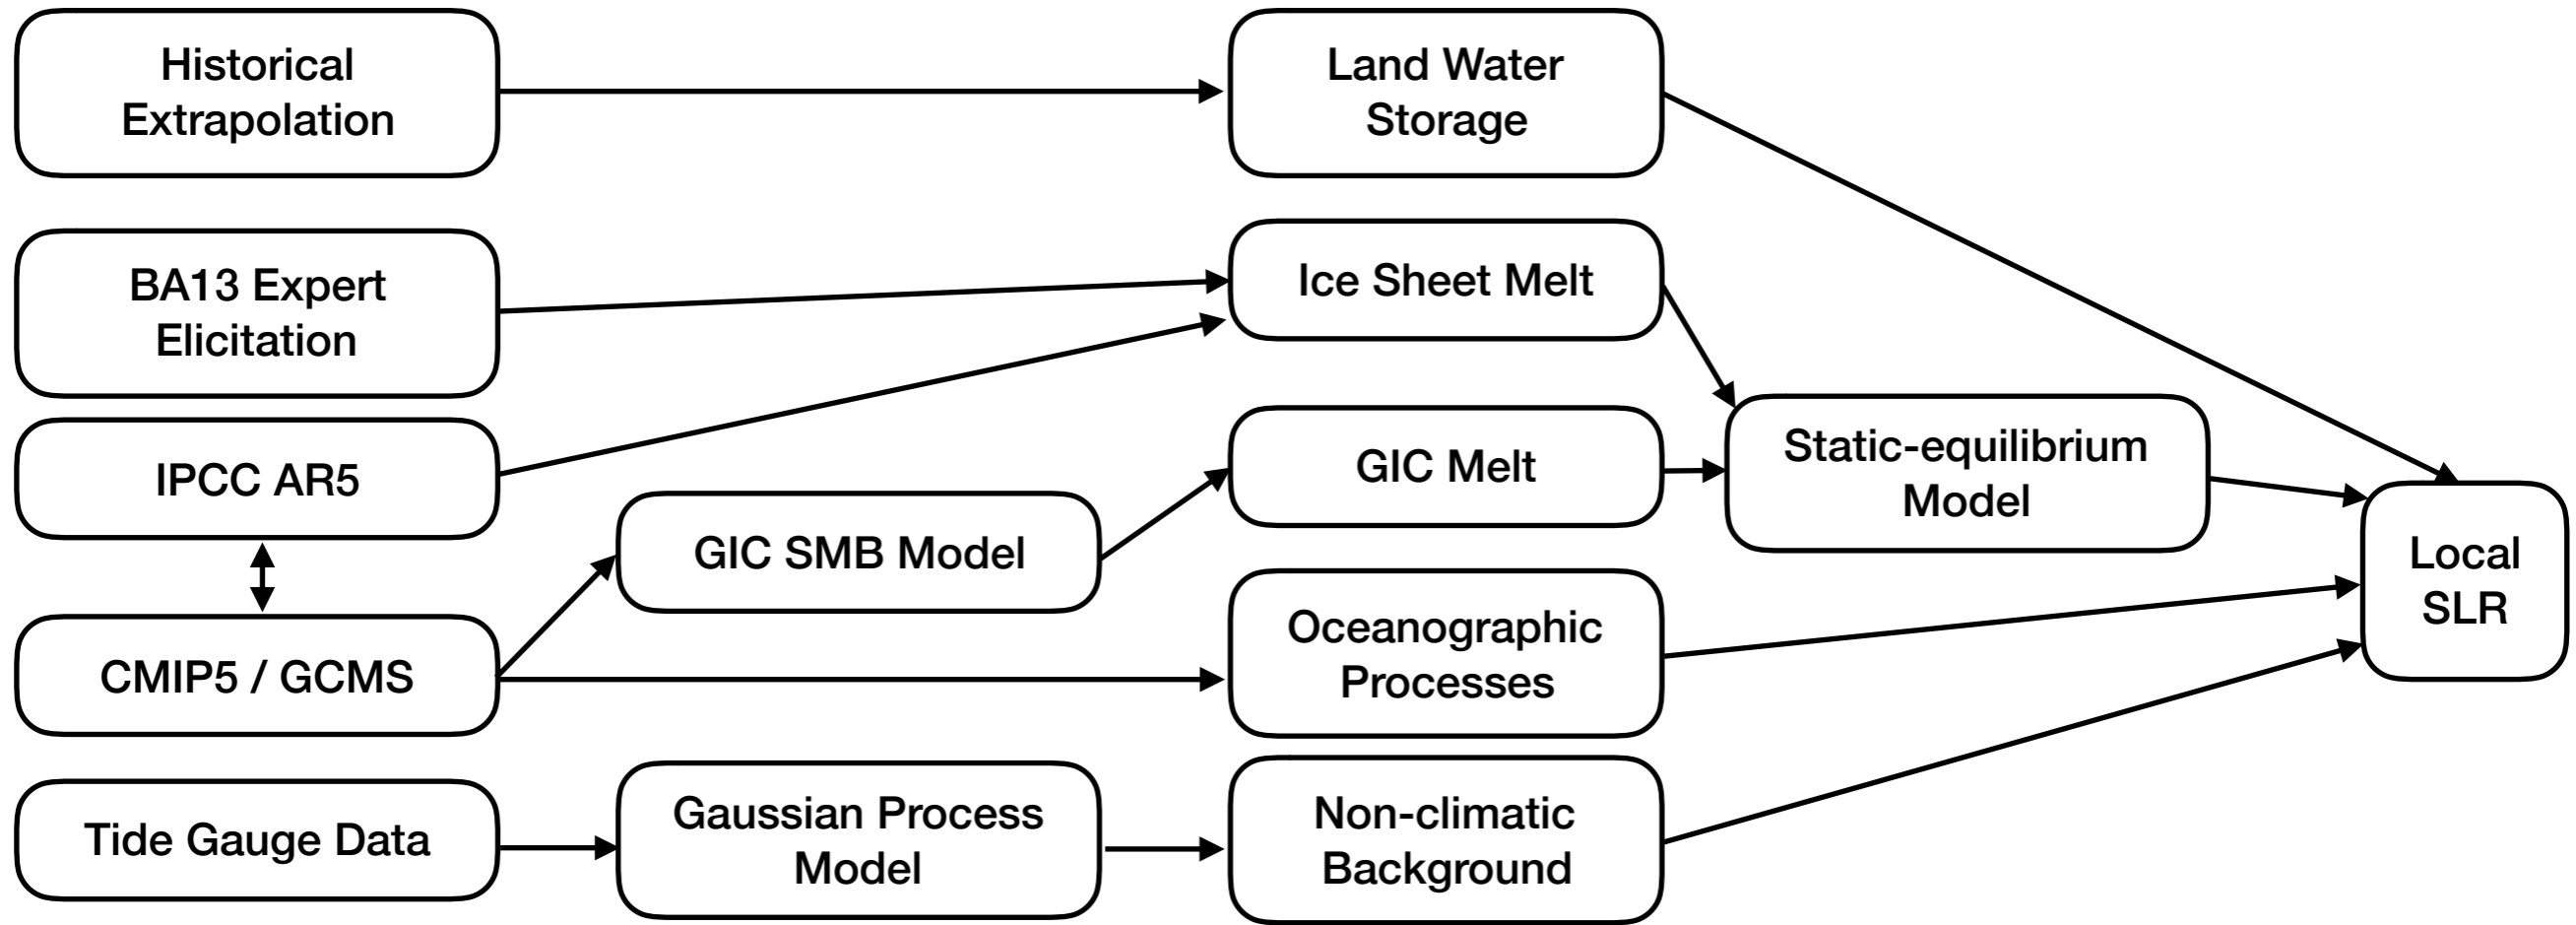 Historical
Extrapolation
Land Water
Storage
BA13 Expert
Elicitation
Ice Sheet Melt
IPCC AR5
GIC Melt
Static-equilibrium
Model
GIC SMB Model
Local
SLR
CMIP5 / GCMS
Oceanographic
Processes
Tide Gauge Data
Gaussian Process
Model
Non-climatic
Background